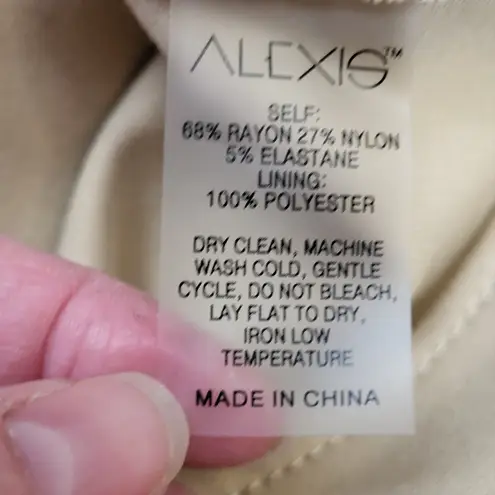 ALEXIS™
SELF:
68% RAYON 27% NYLON
5% ELASTANE
LINING:
100% POLYESTER
DRY CLEAN, MACHINE
WASH COLD, GENTLE
CYCLE, DO NOT BLEACH,
LAY FLAT TO DRY,
IRON LOW
TEMPERATURE
MADE IN CHINA